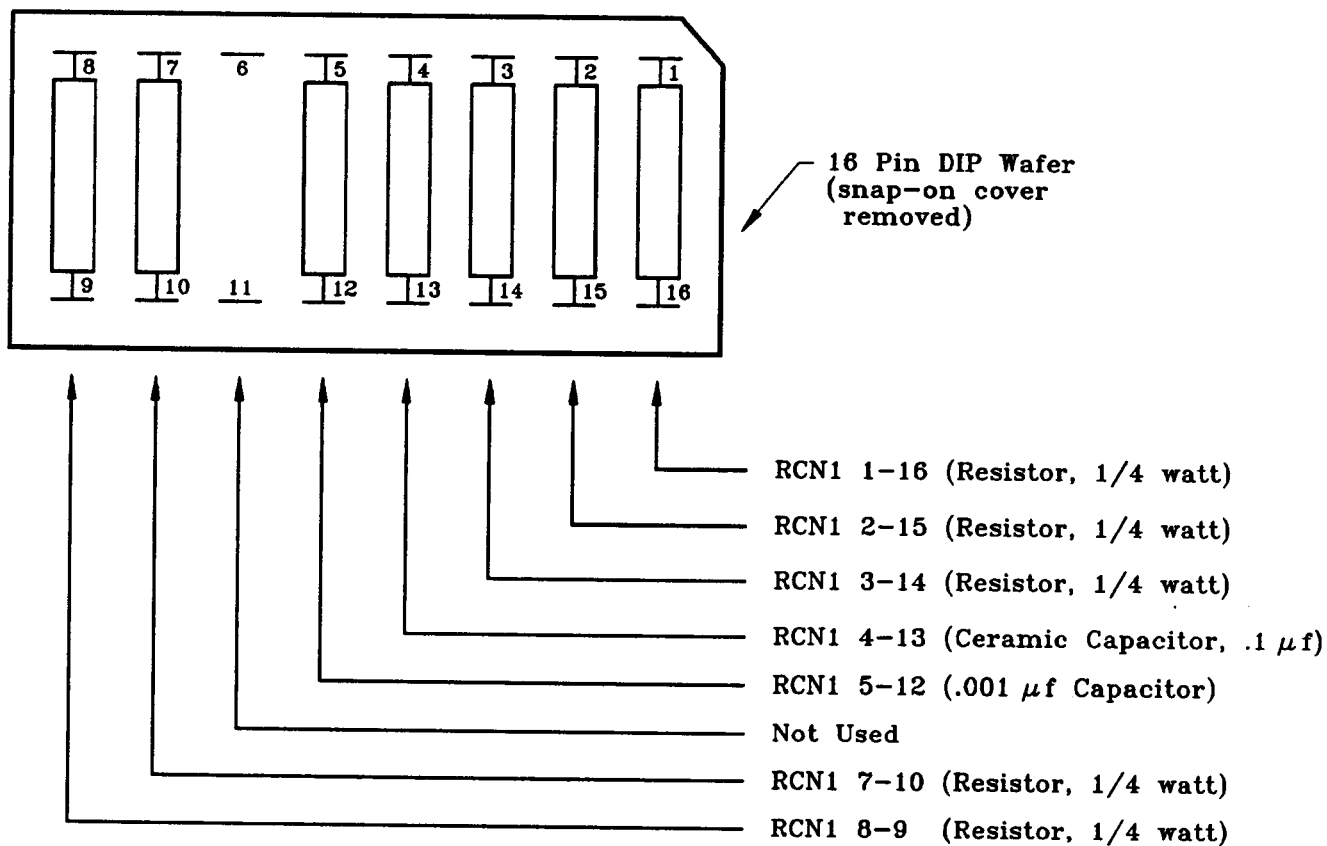 8 7 6 5 4 3 2 1
9 10 11 12 13 14 15 16
16 Pin DIP Wafer
(snap-on cover
removed)
RCN1 1-16 (Resistor, 1/4 watt)
RCN1 2-15 (Resistor, 1/4 watt)
RCN1 3-14 (Resistor, 1/4 watt)
RCN1 4-13 (Ceramic Capacitor, .1 μf)
RCN1 5-12 (.001 μf Capacitor)
Not Used
RCN1 7-10 (Resistor, 1/4 watt)
RCN1 8-9 (Resistor, 1/4 watt)